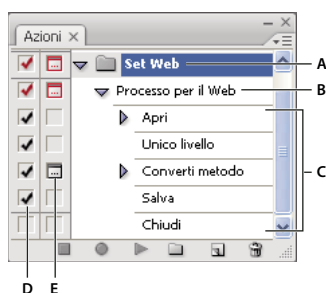 Azioni ×
Set Web A
Processo per il Web B
Apri
Unico livello
Converti metodo C
Salva
Chiudi
D E